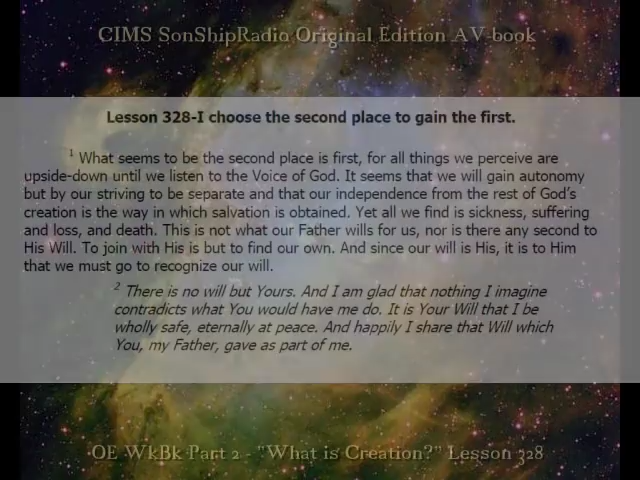 CIMS SonShipRadio Original Edition AV-book
Lesson 328-I choose the second place to gain the first.
1 What seems to be the second place is first, for all things we perceive are
upside-down until we listen to the Voice of God. It seems that we will gain autonomy
but by our striving to be separate and that our independence from the rest of God's
creation is the way in which salvation is obtained. Yet all we find is sickness, suffering
and loss, and death. This is not what our Father wills for us, nor is there any second to
His Will. To join with His is but to find our own. And since our will is His, it is to Him
that we must go to recognize our will.
2 There is no will but Yours. And I am glad that nothing I imagine
contradicts what You would have me do. It is Your Will that I be
wholly safe, eternally at peace. And happily I share that Will which
You, my Father, gave as part of me.
OE WkBk Part 2 - "What is Creation?" Lesson 328